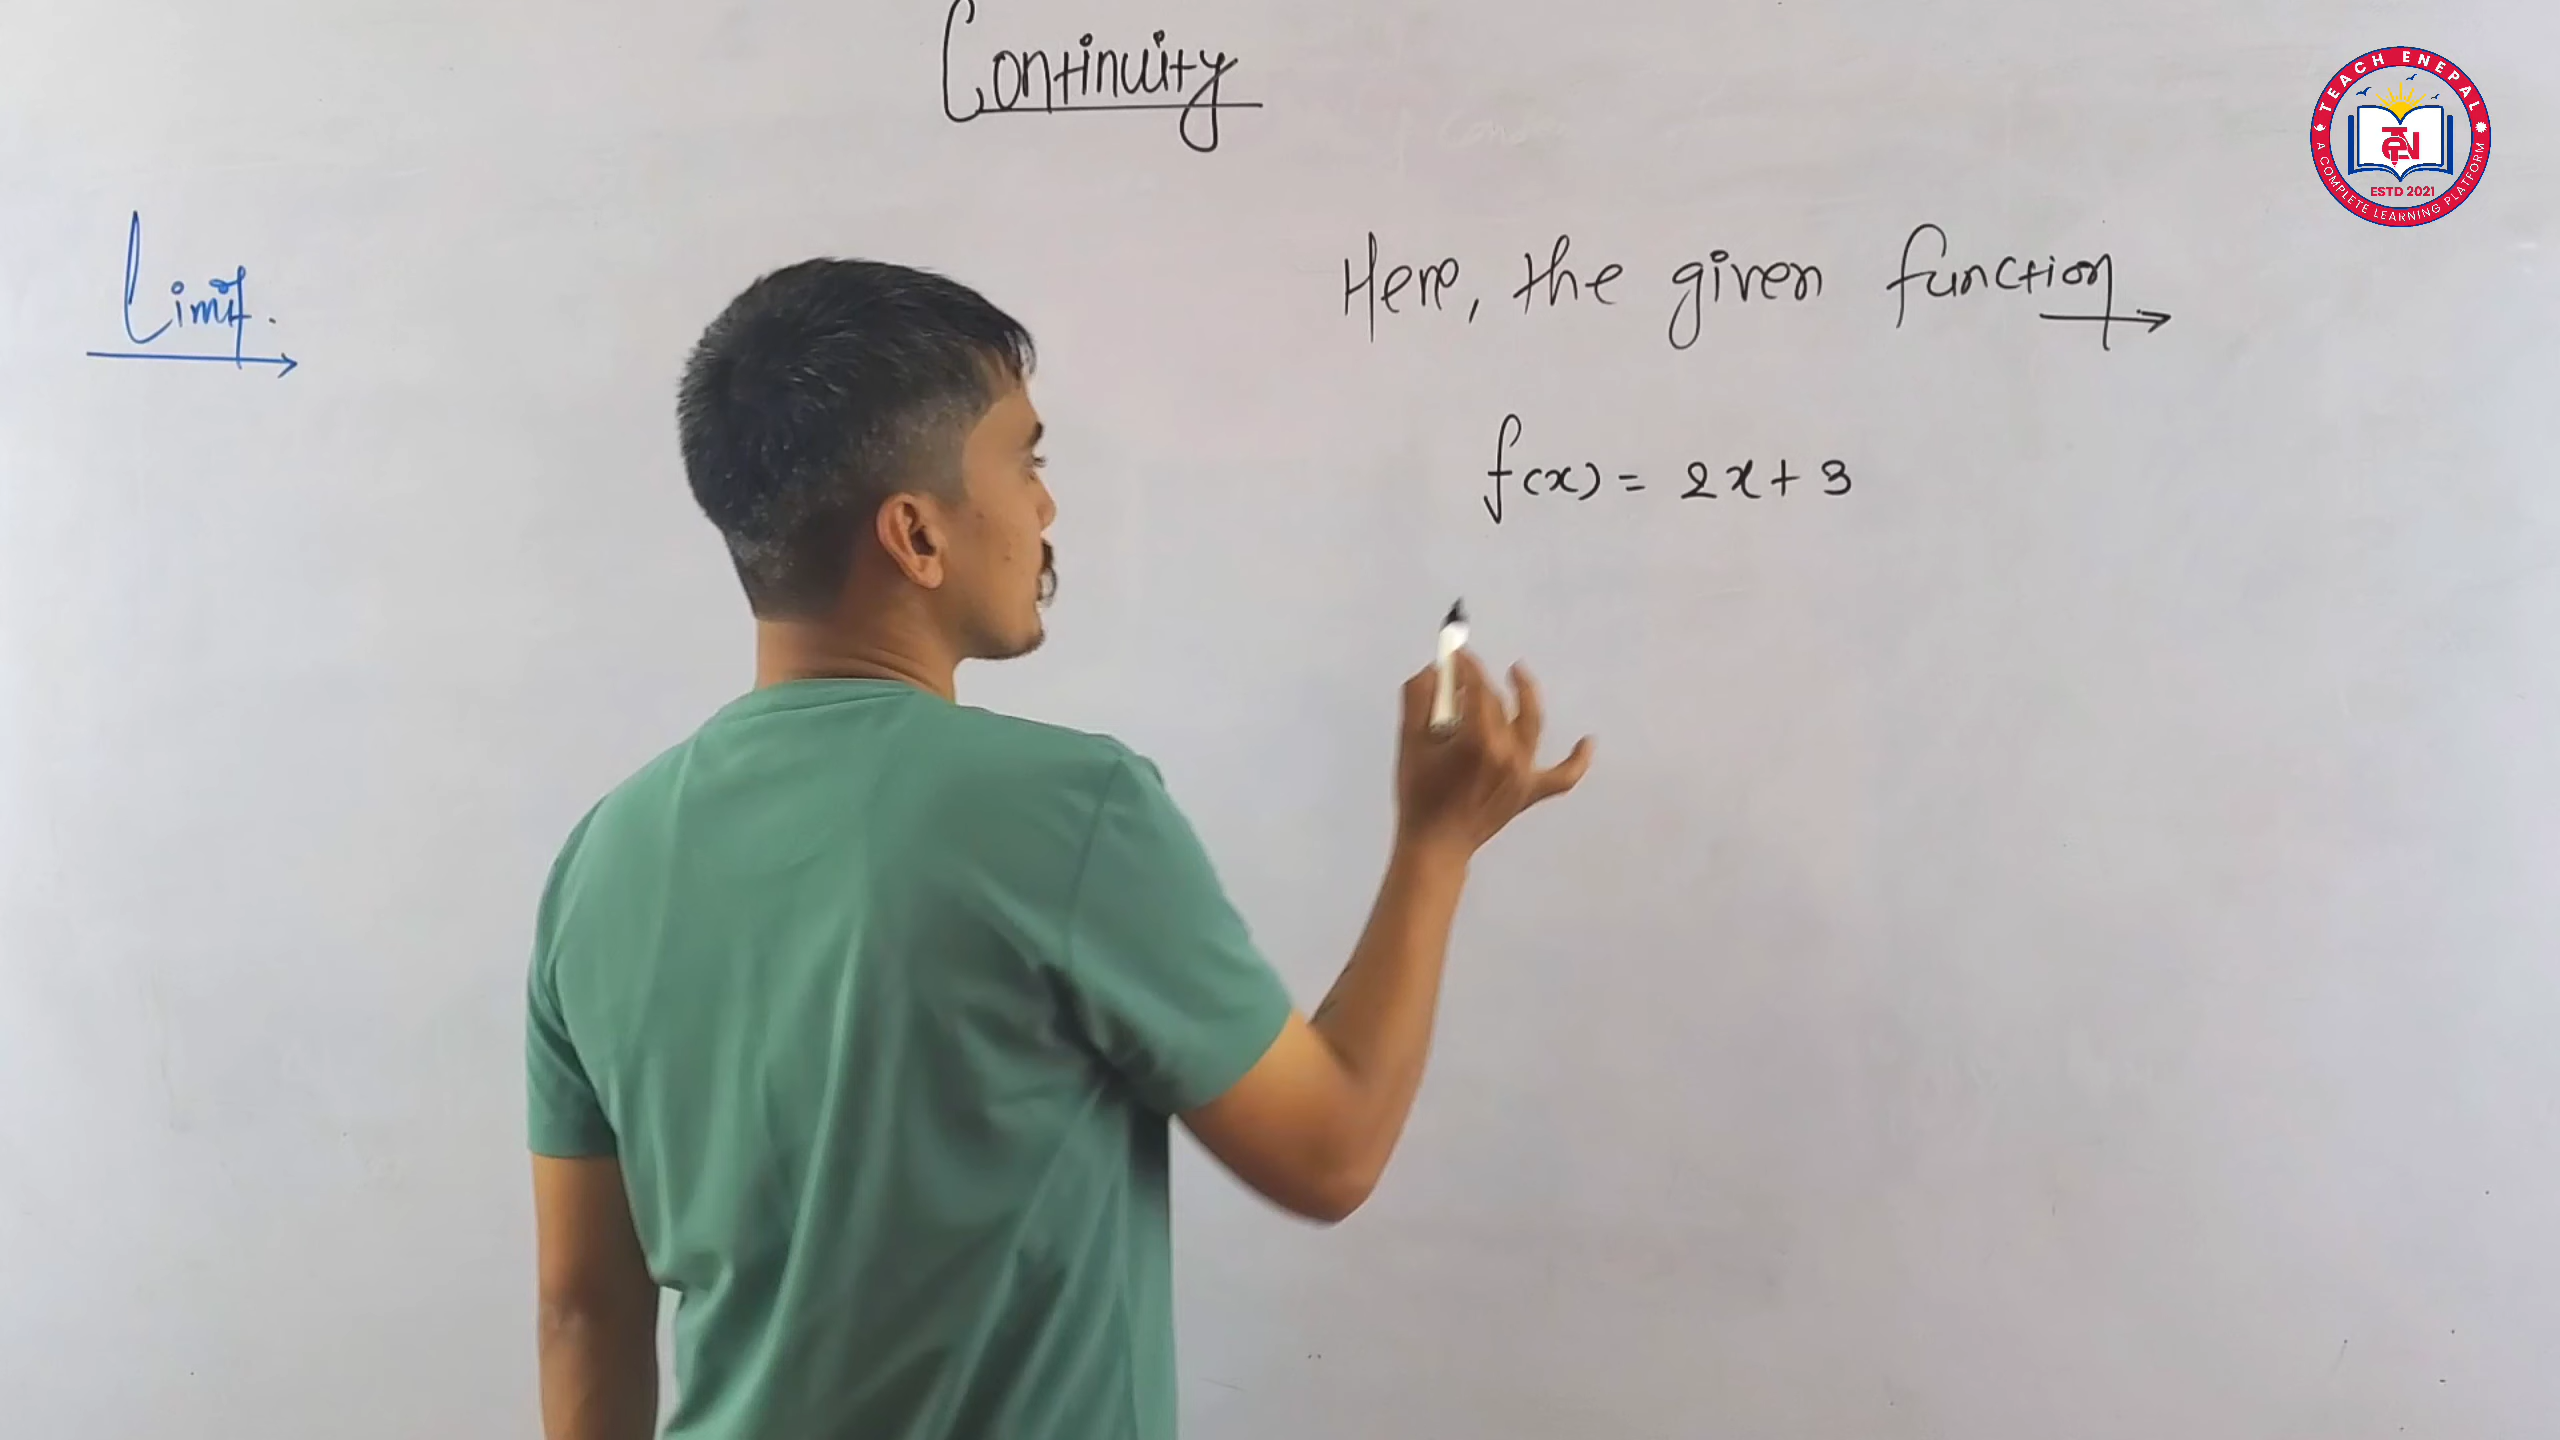 Continuity
TEACH ENEPAL
A COMPLETE LEARNING PLATFORM
ESTD 2021
Limit.
Here, the given function
f(x) = 2x + 3